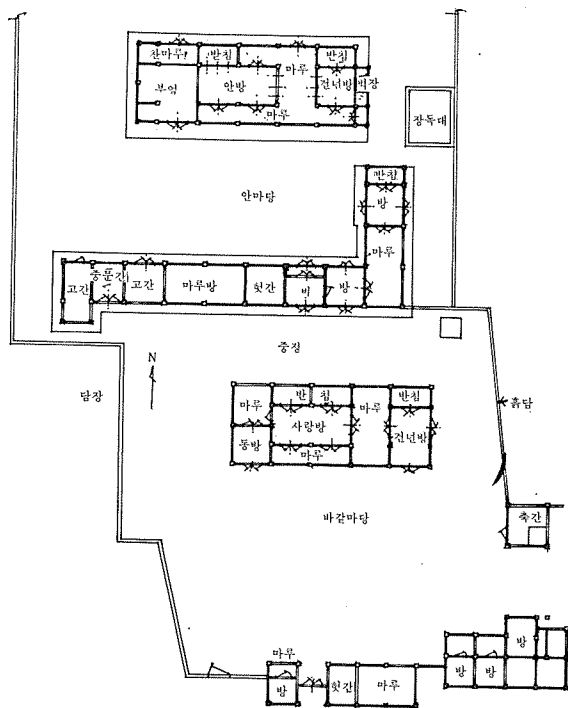 찬마루 반침 마루 반침
부엌 안방 건넌방 벽장
마루
장독대
반침
안마당 방
마루
중문간
고간 고간 마루방 헛간 벽 방
중정
N
담장 흙담
마루 반 침 마루 반침
사랑방
동방 마루 건넌방
바깥마당
측간
방
마루
방 방
방 헛간 마루